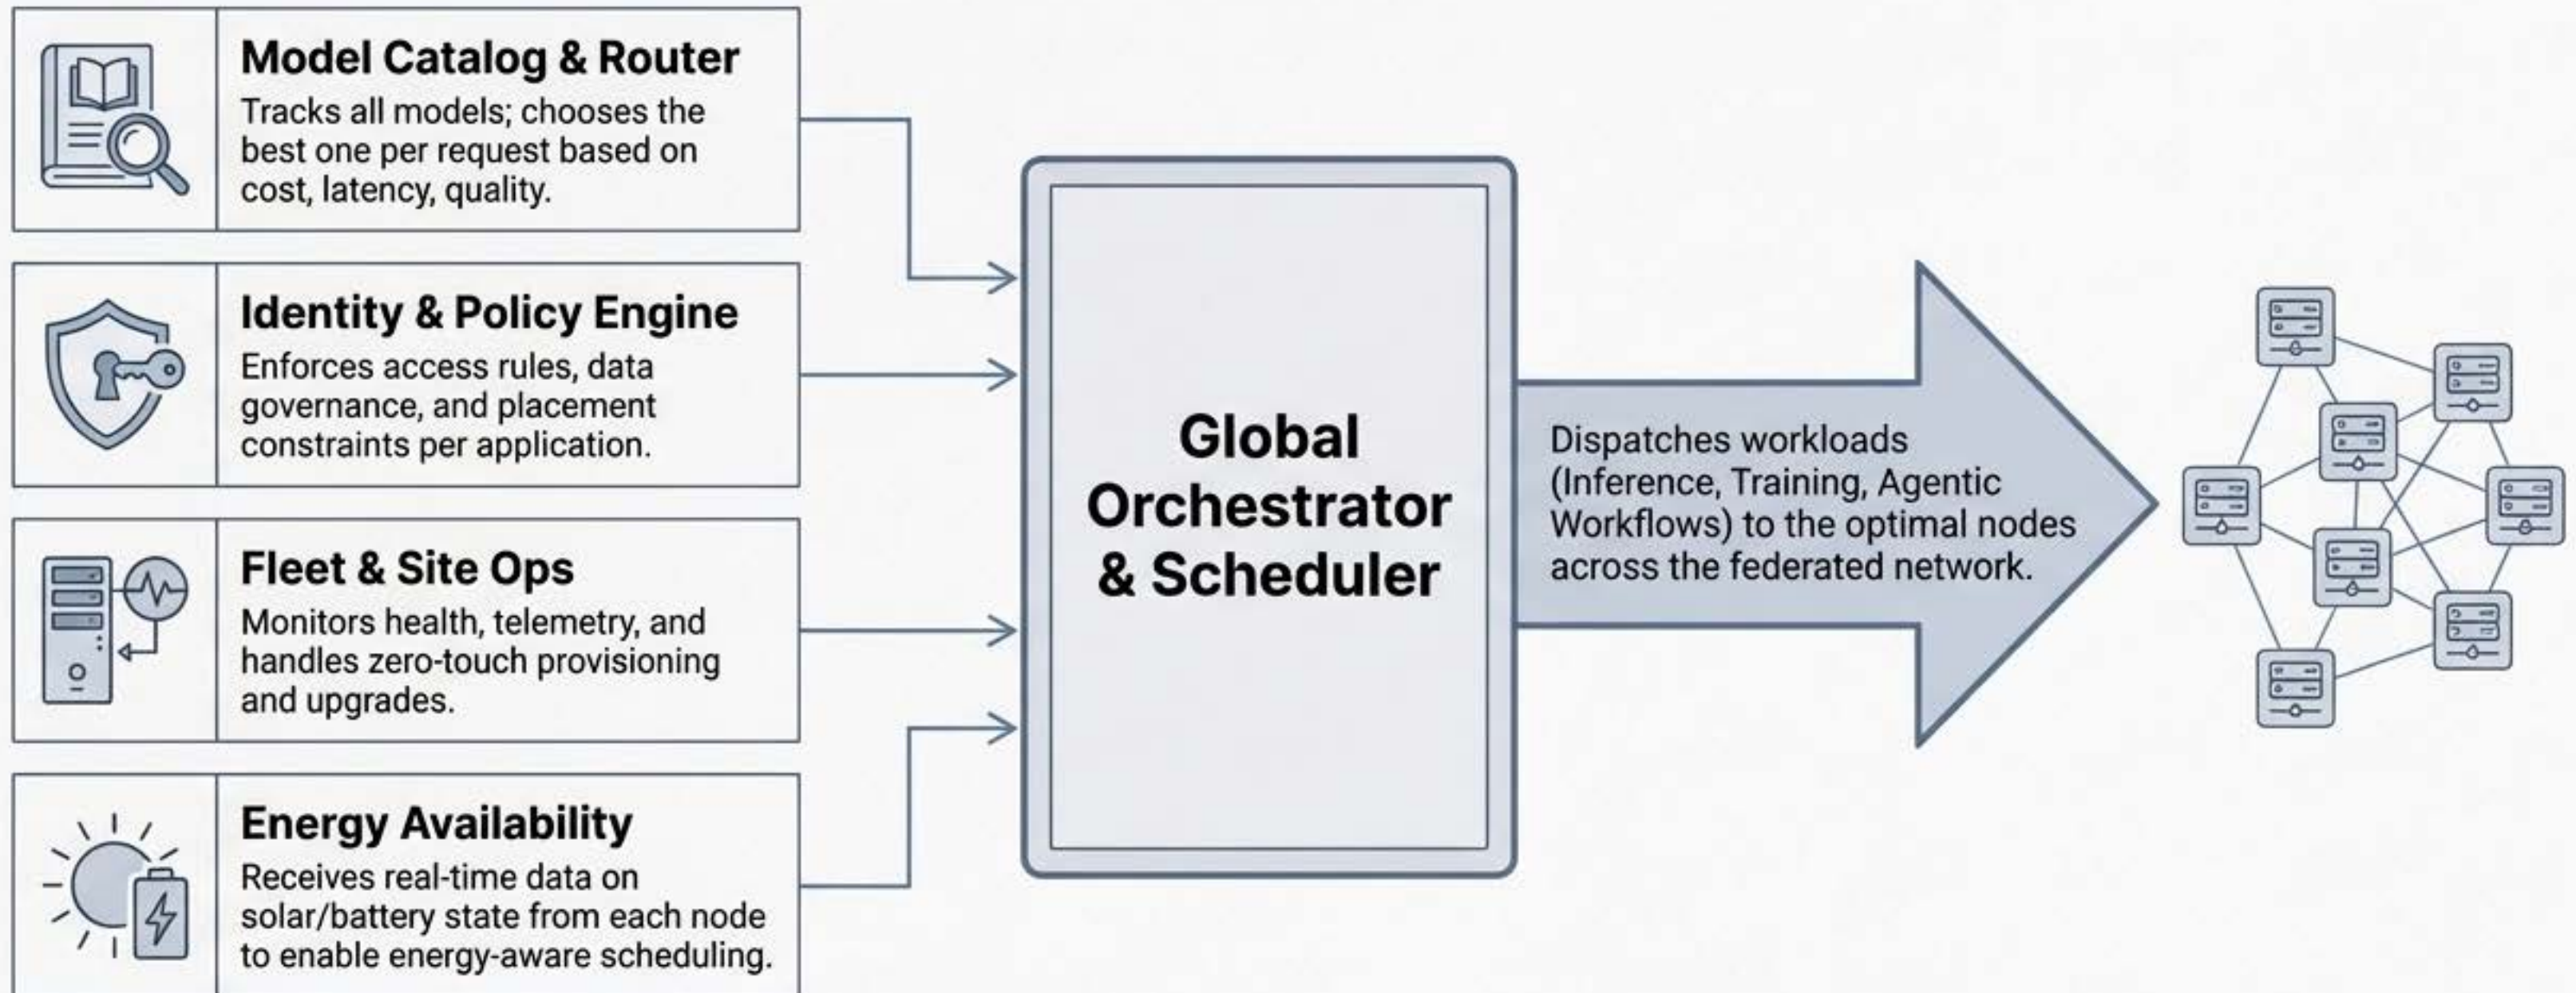 Model Catalog & Router
Tracks all models; chooses the
best one per request based on
cost, latency, quality.
Identity & Policy Engine
Enforces access rules, data
governance, and placement
constraints per application.
Fleet & Site Ops
Monitors health, telemetry, and
handles zero-touch provisioning
and upgrades.
Energy Availability
Receives real-time data on
solar/battery state from each node
to enable energy-aware scheduling.
Global
Orchestrator
& Scheduler
Dispatches workloads
(Inference, Training, Agentic
Workflows) to the optimal nodes
across the federated network.